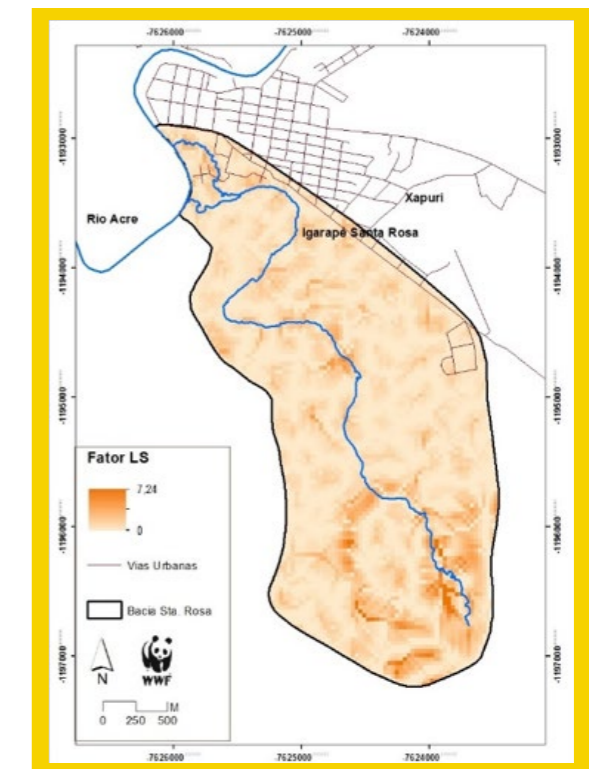 -7626000 -7625000 -7624000
-1193000 -1193000
Xapuri
Rio Acre
Igarapé Santa Rosa
-1194000 -1194000
-1195000 -1195000
Fator LS
7,24
0
-1196000 -1196000
Vias Urbanas
Bacia Sta. Rosa
N
WWF
-1197000 -1197000
M
0 250 500
-7626000 -7625000 -7624000